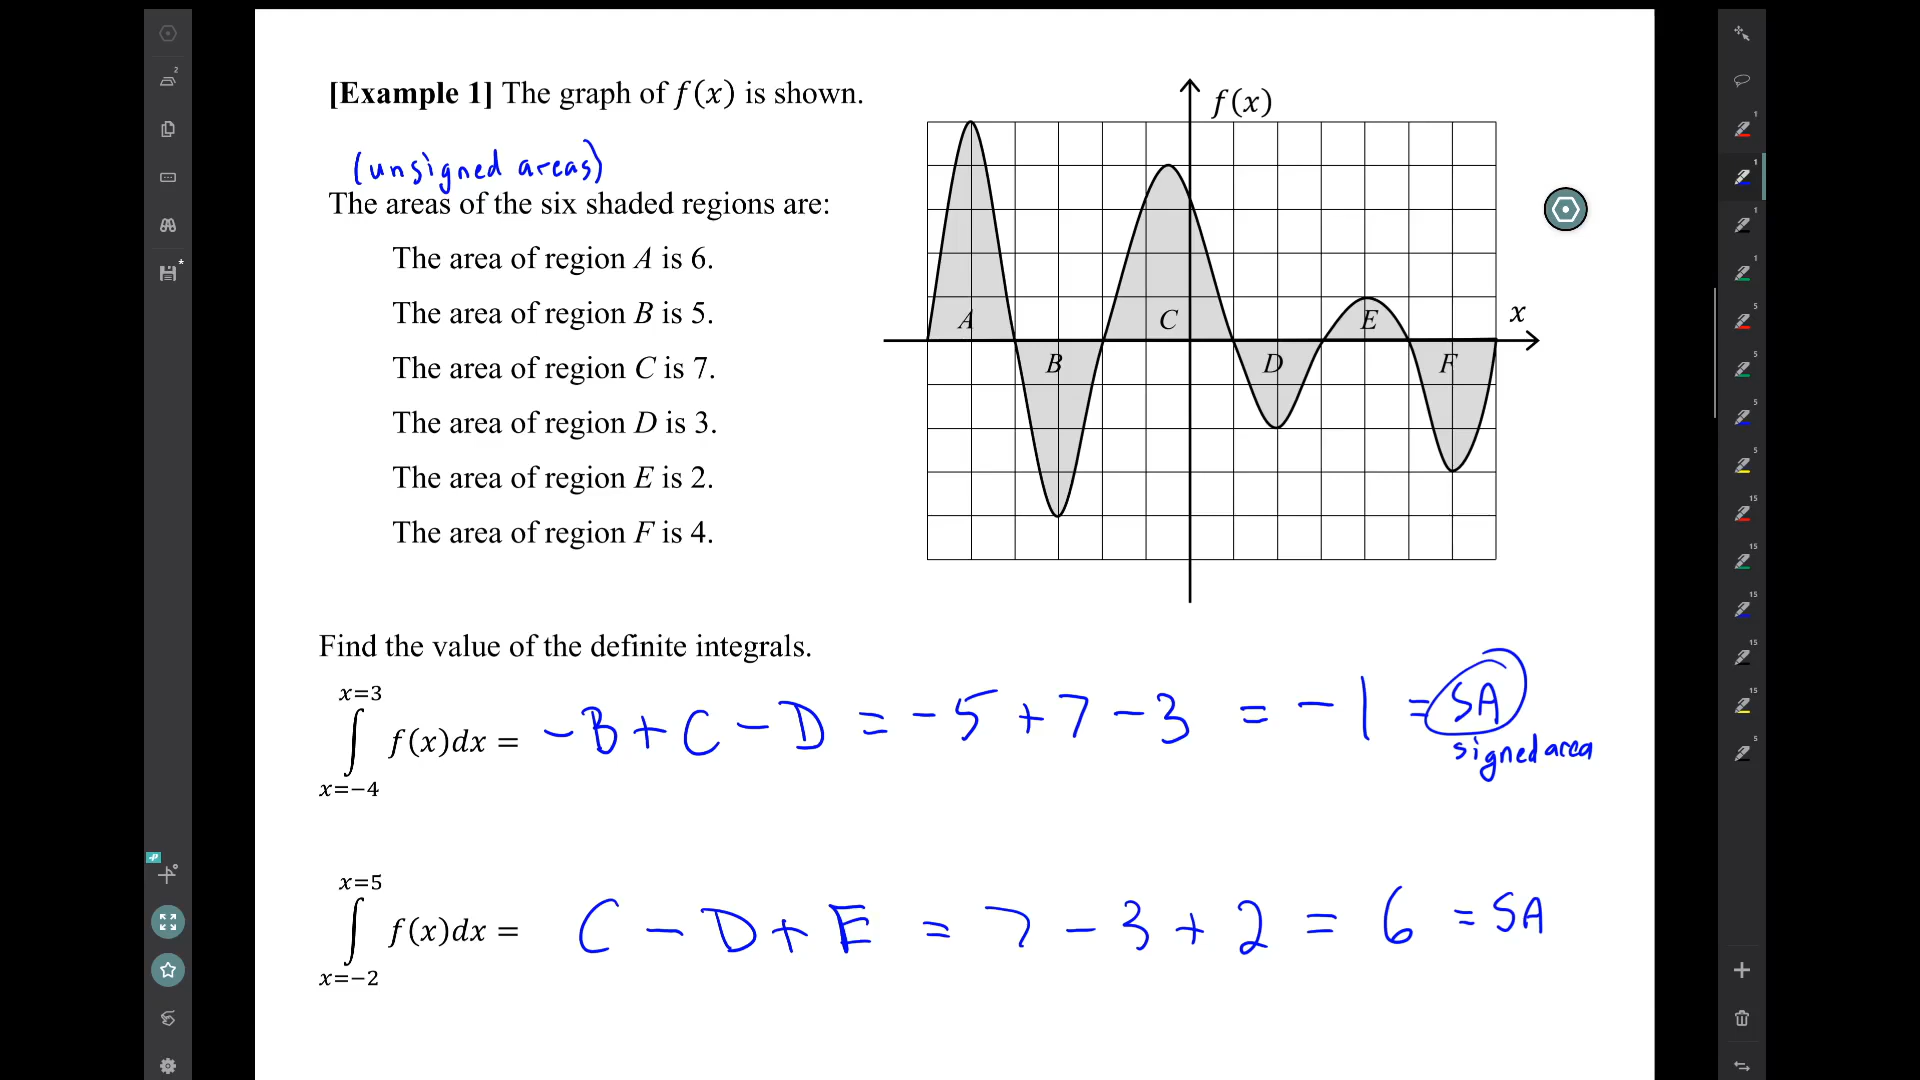 [Example 1] The graph of f(x) is shown.
f(x)
(unsigned areas)
The areas of the six shaded regions are:
The area of region A is 6.
The area of region B is 5.
The area of region C is 7.
The area of region D is 3.
The area of region E is 2.
The area of region F is 4.
A
C
E
x
B
D
F
Find the value of the definite integrals.
x=3
∫ f(x)dx = -B+C-D = -5+7-3 = -1 = SA
signed area
x=-4
x=5
∫ f(x)dx = C-D+E = 7-3+2 = 6 = SA
x=-2